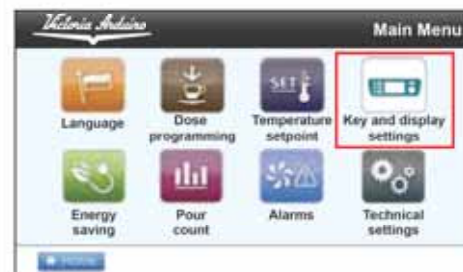 Victoria Arduino
Main Menu
SET
Language
Dose
programming
Temperature
setpoint
Key and display
settings
Energy
saving
Pour
count
Alarms
Technical
settings